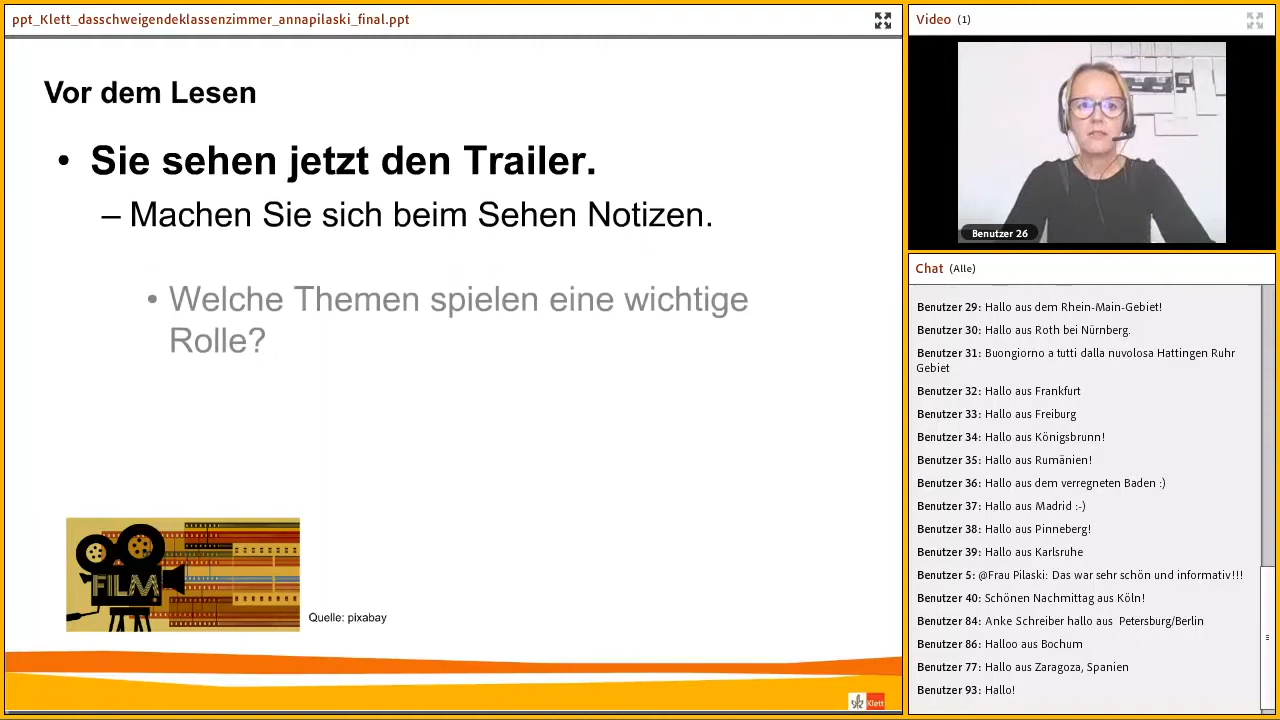 ppt_Klett_dasschweigendeklassenzimmer_annapilaski_final.ppt
Vor dem Lesen
• Sie sehen jetzt den Trailer.
– Machen Sie sich beim Sehen Notizen.
• Welche Themen spielen eine wichtige
Rolle?
FILM
Quelle: pixabay
Klett
Video (1)
Benutzer 26
Chat (Alle)
Benutzer 29: Hallo aus dem Rhein-Main-Gebiet!
Benutzer 30: Hallo aus Roth bei Nürnberg.
Benutzer 31: Buongiorno a tutti dalla nuvolosa Hattingen Ruhr
Gebiet
Benutzer 32: Hallo aus Frankfurt
Benutzer 33: Hallo aus Freiburg
Benutzer 34: Hallo aus Königsbrunn!
Benutzer 35: Hallo aus Rumänien!
Benutzer 36: Hallo aus dem verregneten Baden :)
Benutzer 37: Hallo aus Madrid :-)
Benutzer 38: Hallo aus Pinneberg!
Benutzer 39: Hallo aus Karlsruhe
Benutzer 5: @Frau Pilaski: Das war sehr schön und informativ!!!
Benutzer 40: Schönen Nachmittag aus Köln!
Benutzer 84: Anke Schreiber hallo aus  Petersburg/Berlin
Benutzer 86: Halloo aus Bochum
Benutzer 77: Hallo aus Zaragoza, Spanien
Benutzer 93: Hallo!